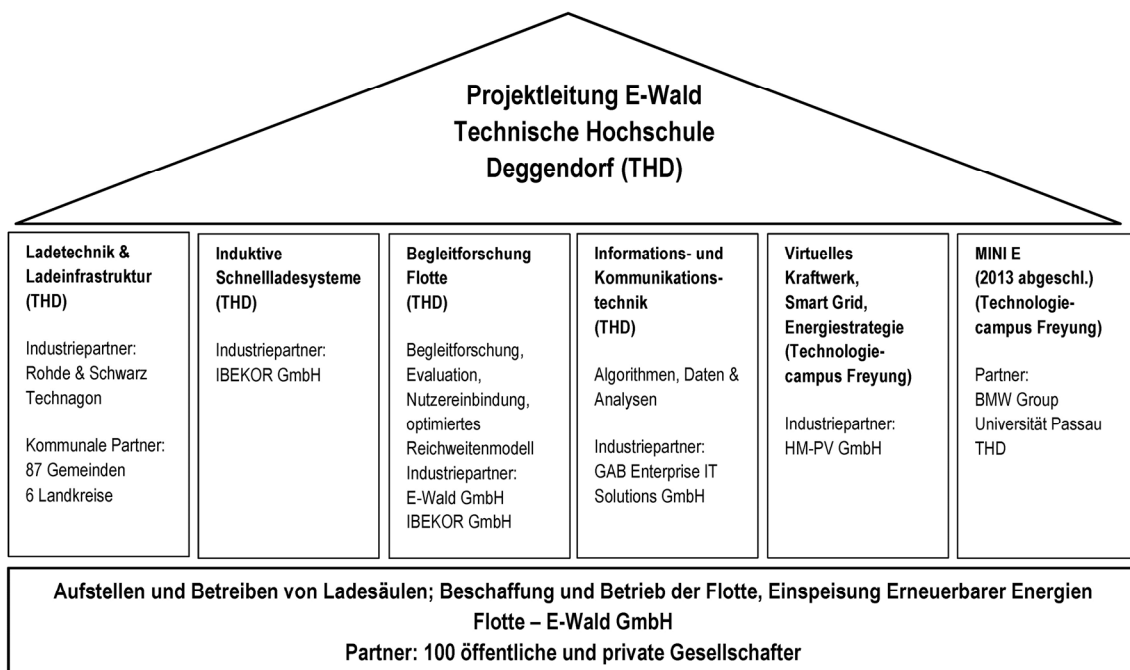 Projektleitung E-Wald
Technische Hochschule
Deggendorf (THD)
Ladetechnik &
Ladeinfrastruktur
(THD)
Industriepartner:
Rohde & Schwarz
Technagon
Kommunale Partner:
87 Gemeinden
6 Landkreise
Induktive
Schnellladesysteme
(THD)
Industriepartner:
IBEKOR GmbH
Begleitforschung
Flotte
(THD)
Begleitforschung,
Evaluation,
Nutzereinbindung,
optimiertes
Reichweitenmodell
Industriepartner:
E-Wald GmbH
IBEKOR GmbH
Informations- und
Kommunikations-
technik
(THD)
Algorithmen, Daten &
Analysen
Industriepartner:
GAB Enterprise IT
Solutions GmbH
Virtuelles
Kraftwerk,
Smart Grid,
Energiestrategie
(Technologie-
campus Freyung)
Industriepartner:
HM-PV GmbH
MINI E
(2013 abgeschl.)
(Technologie-
campus Freyung)
Partner:
BMW Group
Universität Passau
THD
Aufstellen und Betreiben von Ladesäulen; Beschaffung und Betrieb der Flotte, Einspeisung Erneuerbarer Energien
Flotte – E-Wald GmbH
Partner: 100 öffentliche und private Gesellschafter